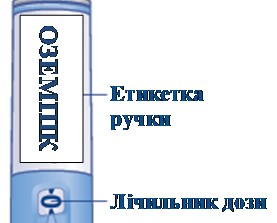 ОЗЕМПІК
Етикетка
ручки
0
Лічильник дози